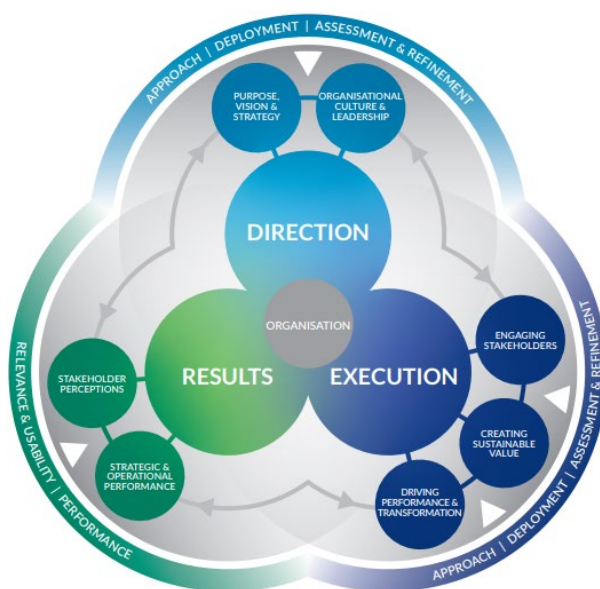 APPROACH | DEPLOYMENT | ASSESSMENT & REFINEMENT
PURPOSE,
VISION &
STRATEGY
ORGANISATIONAL
CULTURE &
LEADERSHIP
DIRECTION
ORGANISATION
RESULTS
EXECUTION
STAKEHOLDER
PERCEPTIONS
STRATEGIC &
OPERATIONAL
PERFORMANCE
ENGAGING
STAKEHOLDERS
CREATING
SUSTAINABLE
VALUE
DRIVING
PERFORMANCE &
TRANSFORMATION
RELEVANCE & USABILITY | PERFORMANCE
APPROACH | DEPLOYMENT | ASSESSMENT & REFINEMENT